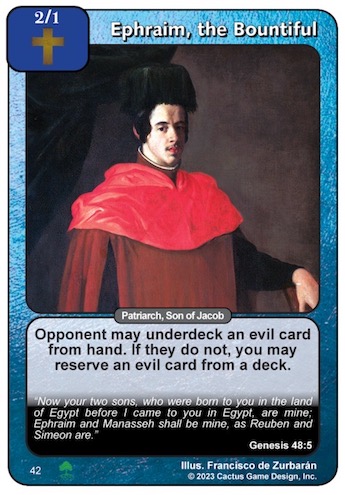 2/1
Ephraim, the Bountiful
Patriarch, Son of Jacob
Opponent may underdeck an evil card
from hand. If they do not, you may
reserve an evil card from a deck.
"Now your two sons, who were born to you in the land
of Egypt before I came to you in Egypt, are mine;
Ephraim and Manasseh shall be mine, as Reuben and
Simeon are."
Genesis 48:5
42
Illus. Francisco de Zurbarán
© 2023 Cactus Game Design, Inc.